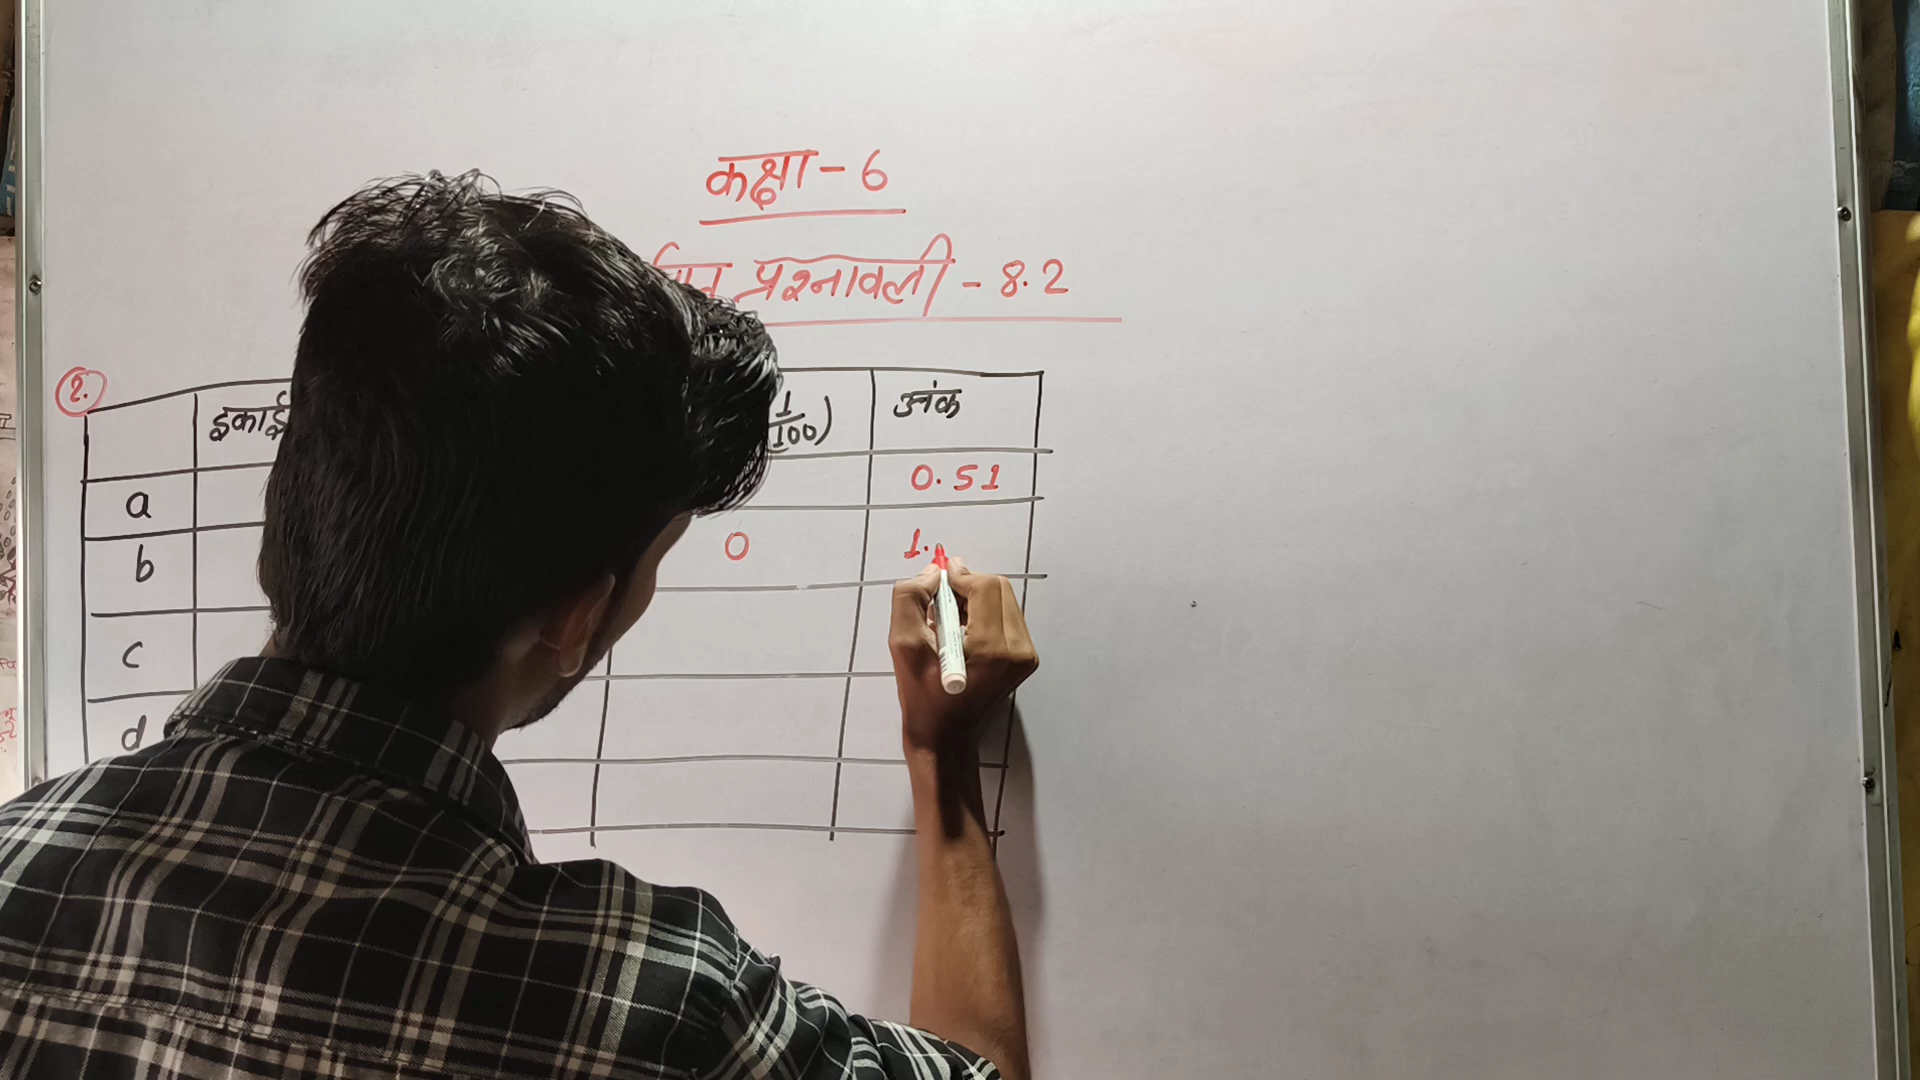 कक्षा - 6
प्रश्नावली - 8.2
2.
इकाई 1/100) अंक
a 0.51
b 0 1.
c
d